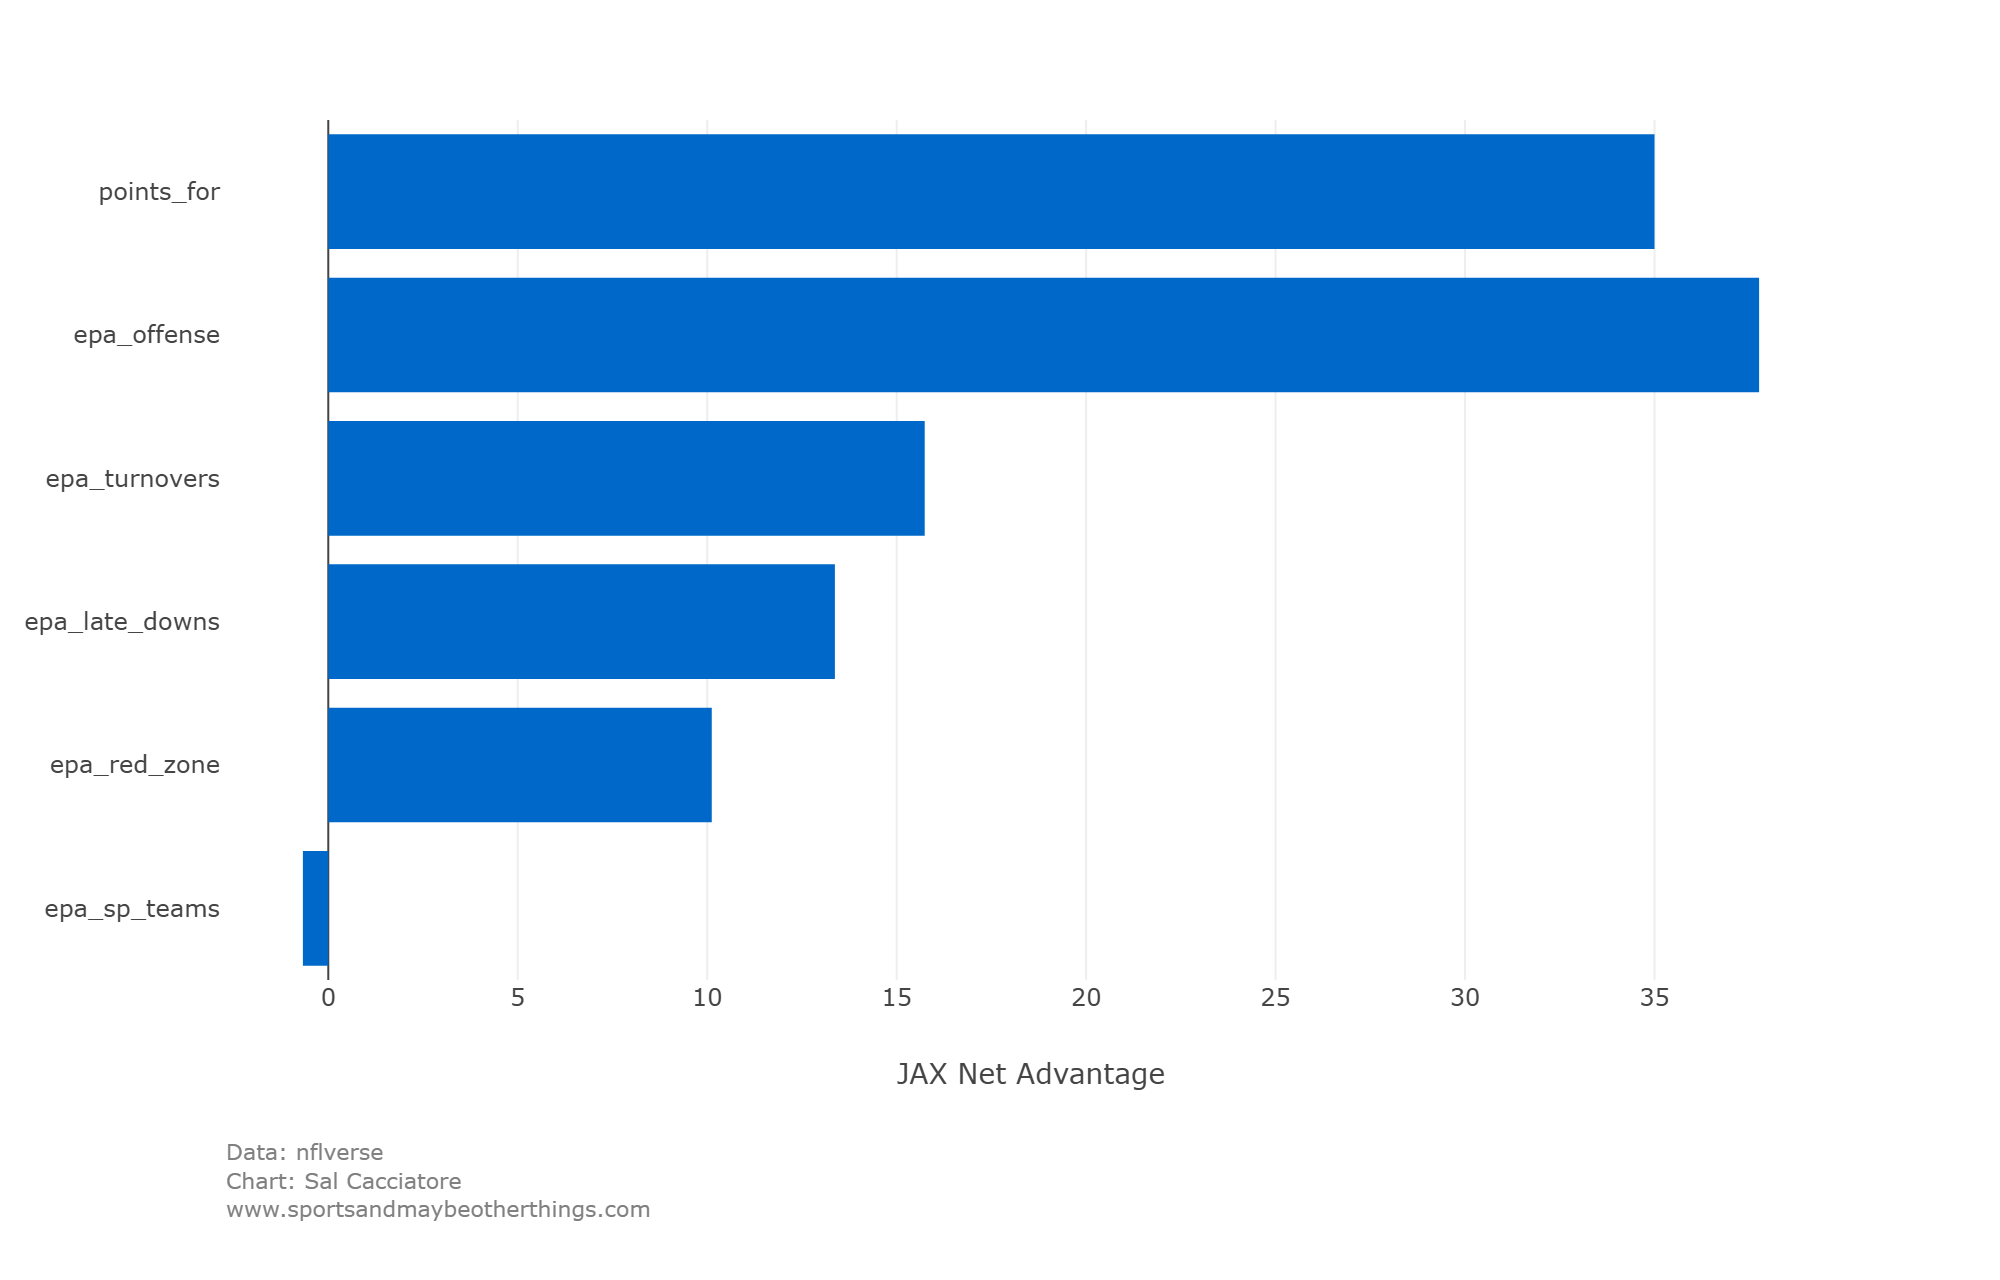 points_for
epa_offense
epa_turnovers
epa_late_downs
epa_red_zone
epa_sp_teams
0 5 10 15 20 25 30 35
JAX Net Advantage
Data: nflverse
Chart: Sal Cacciatore
www.sportsandmaybeotherthings.com